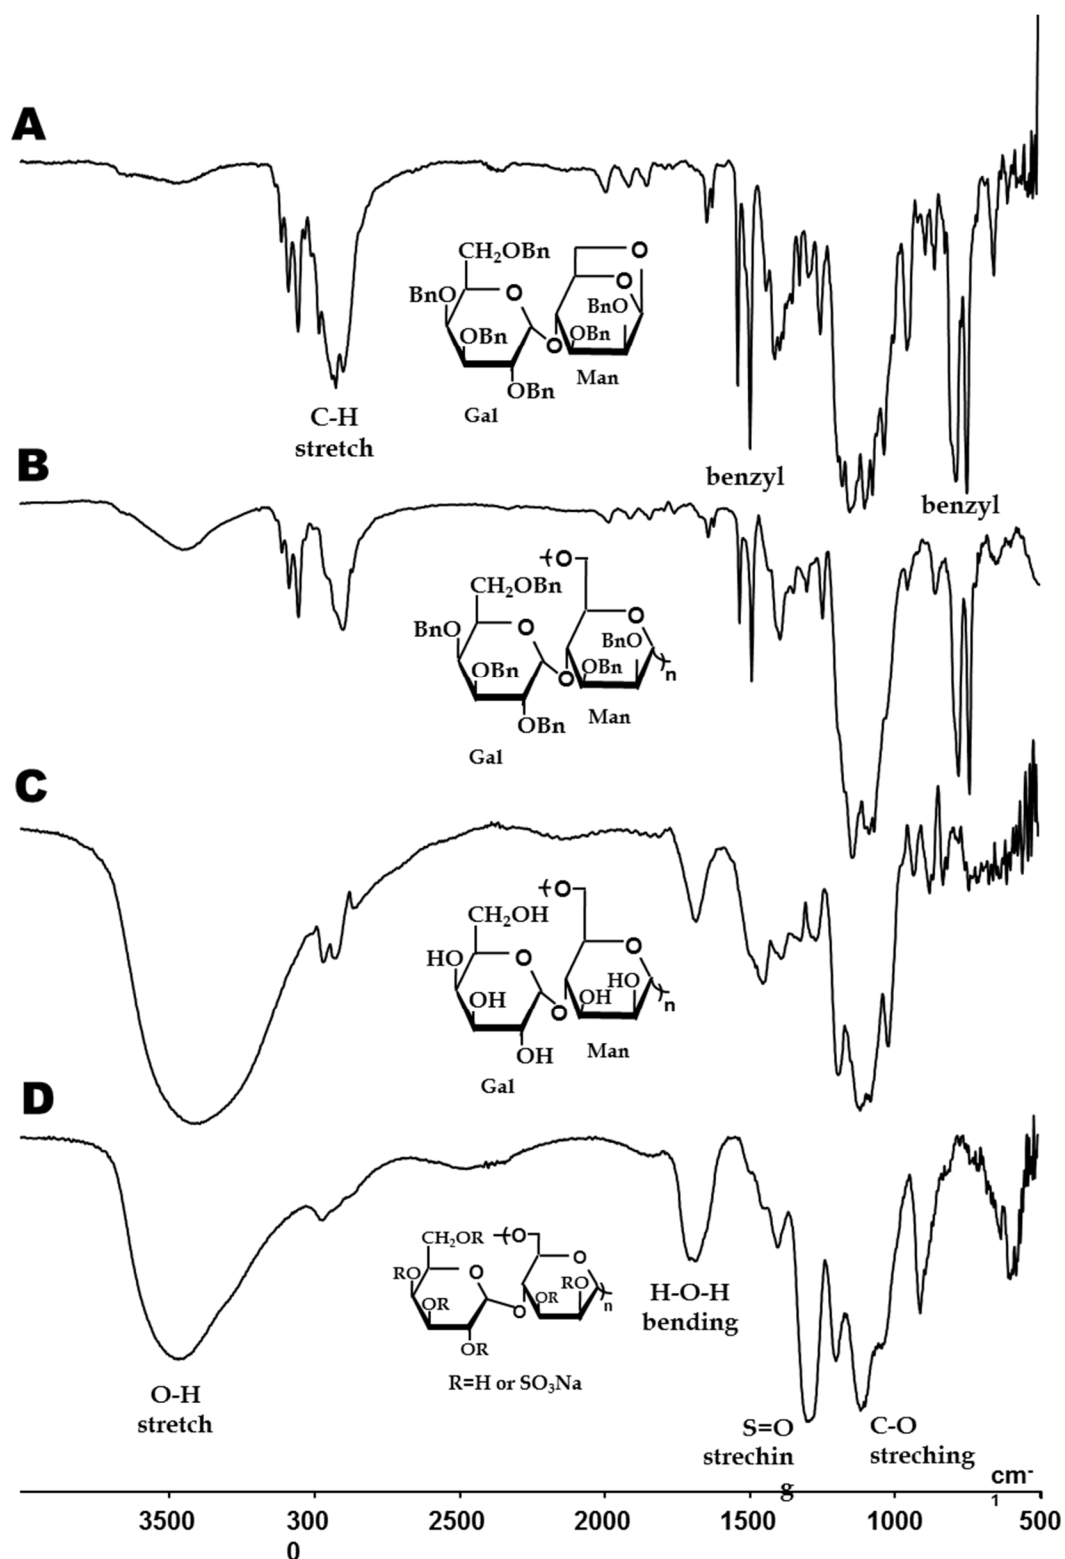 A
CH₂OBn
O
O
BnO
O
BnO
OBn
OBn
O
OBn
Man
Gal
C-H
stretch
benzyl
benzyl
B
O
CH₂OBn
O
O
BnO
BnO
OBn
OBn
O
n
OBn
Man
Gal
C
O
CH₂OH
O
O
HO
HO
OH
OH
O
n
OH
Man
Gal
D
CH₂OR
O
O
O
RO
RO
OR
OR
O
n
OR
R=H or SO₃Na
H-O-H
bending
O-H
stretch
S=O
strechin
g
C-O
streching
cm-
1
3500
300
0
2500
2000
1500
1000
500